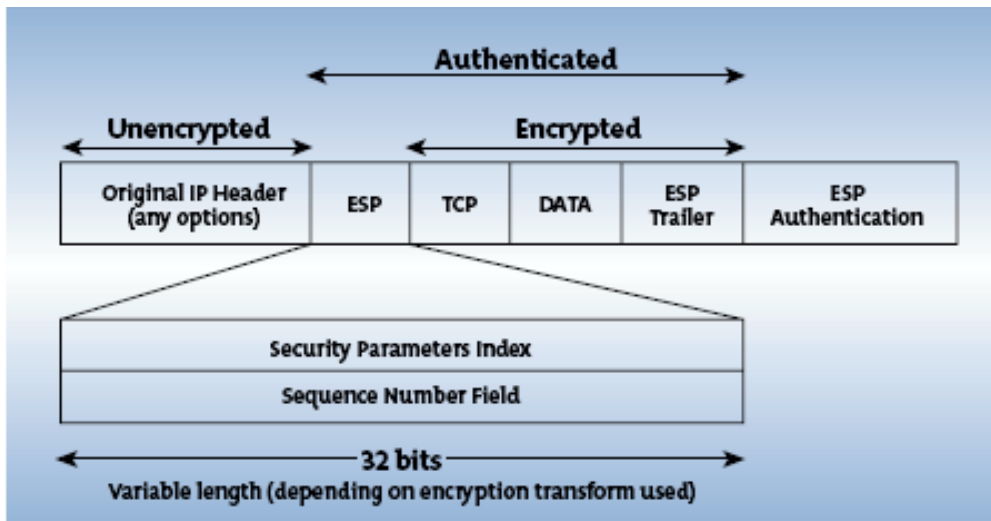 Authenticated
Unencrypted
Encrypted
Original IP Header
(any options)
ESP
TCP
DATA
ESP
Trailer
ESP
Authentication
Security Parameters Index
Sequence Number Field
32 bits
Variable length (depending on encryption transform used)